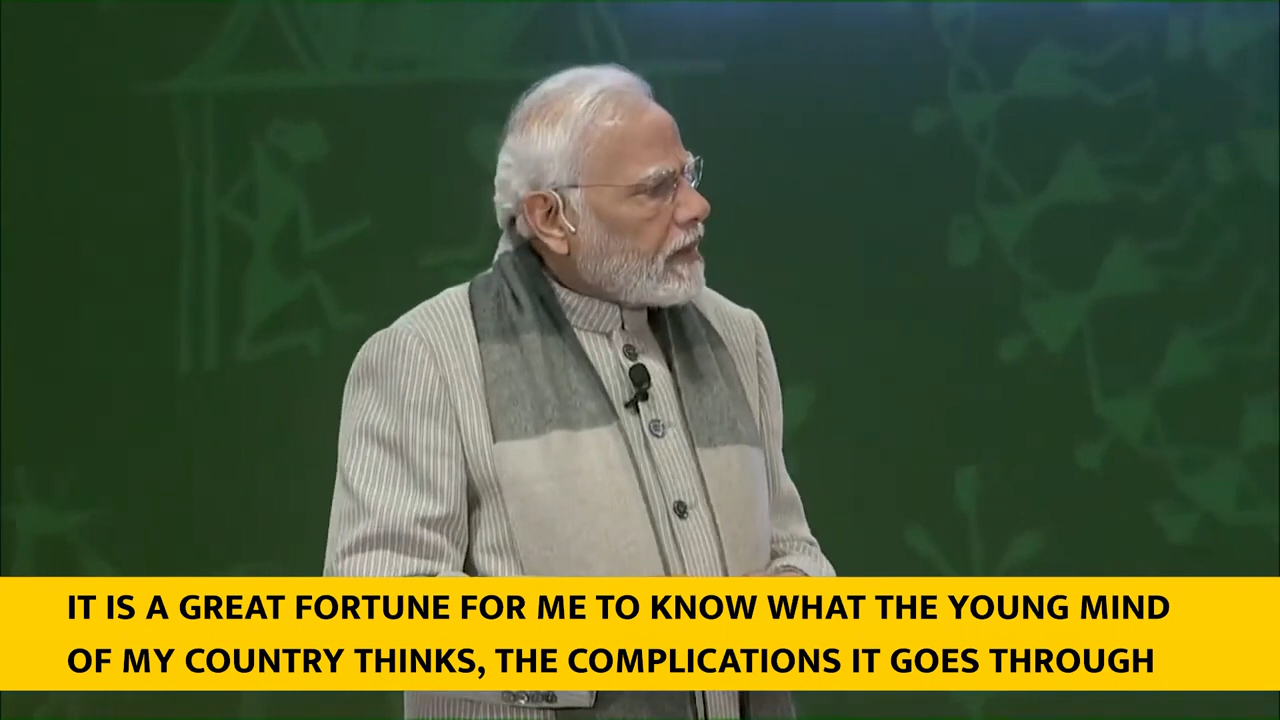 IT IS A GREAT FORTUNE FOR ME TO KNOW WHAT THE YOUNG MIND
OF MY COUNTRY THINKS, THE COMPLICATIONS IT GOES THROUGH